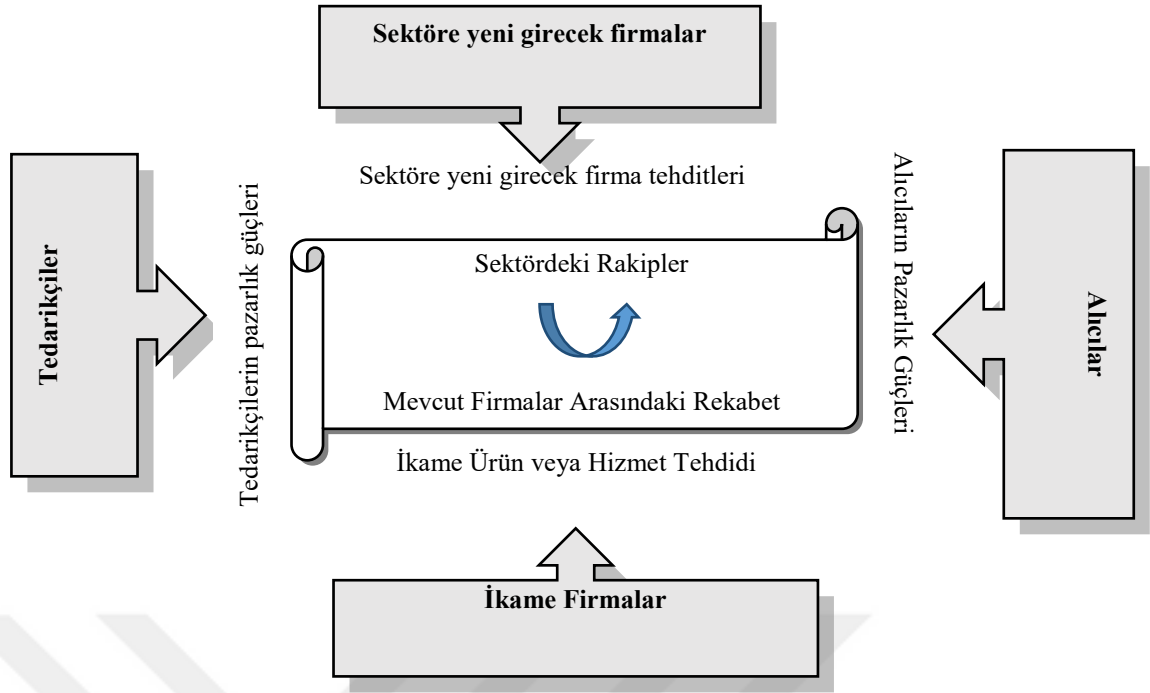 Sektöre yeni girecek firmalar
Sektöre yeni girecek firma tehditleri
Tedarikçiler
Tedarikçilerin pazarlık güçleri
Sektördeki Rakipler
Mevcut Firmalar Arasındaki Rekabet
Alıcıların Pazarlık Güçleri
Alıcılar
İkame Ürün veya Hizmet Tehdidi
İkame Firmalar